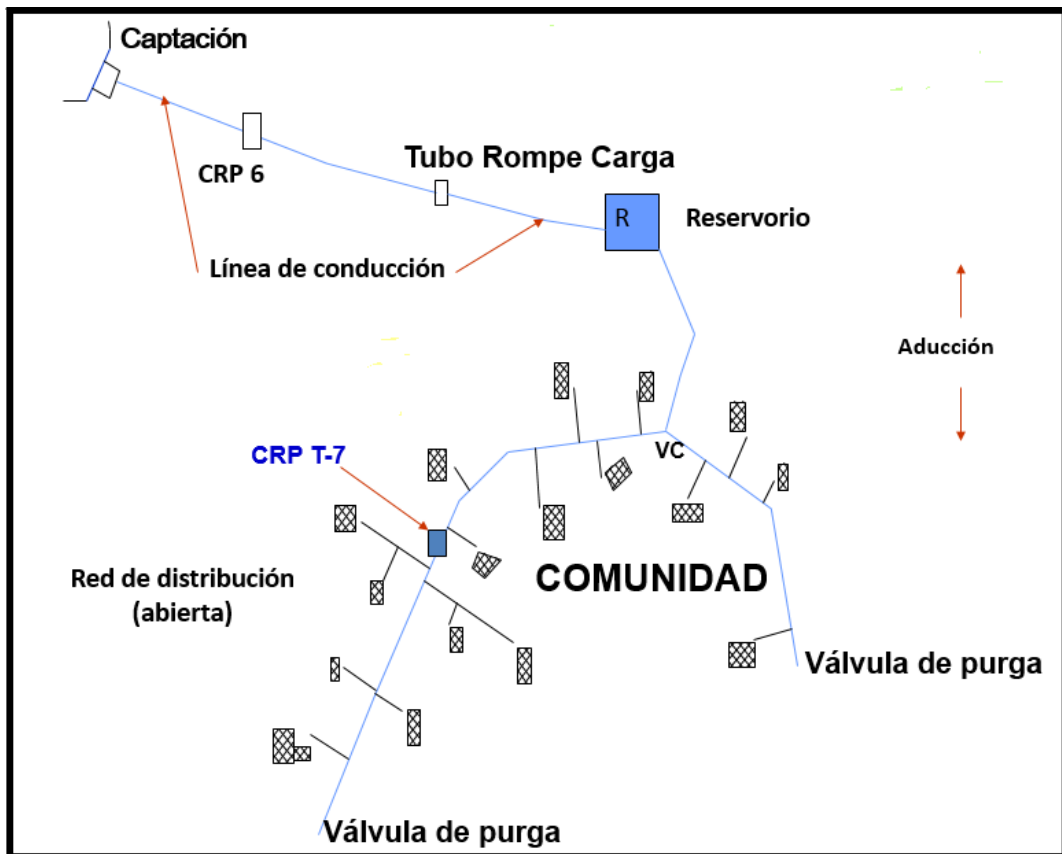 Captación
CRP 6
Tubo Rompe Carga
R
Reservorio
Línea de conducción
Aducción
VC
CRP T-7
Red de distribución
(abierta)
COMUNIDAD
Válvula de purga
Válvula de purga